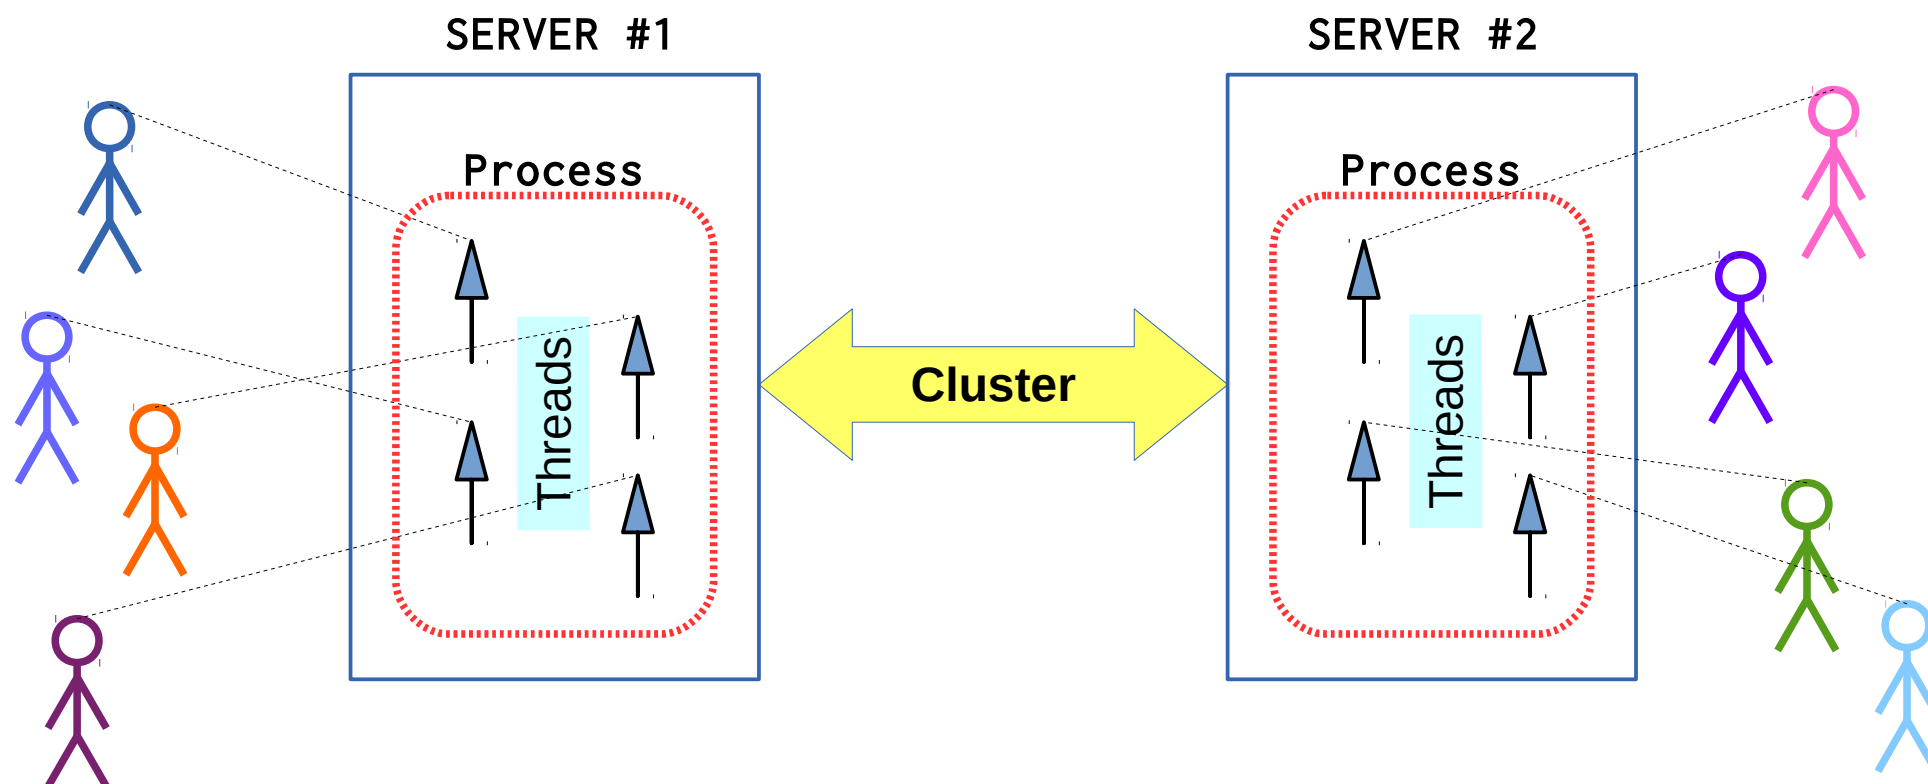 SERVER #1
SERVER #2
Process
Process
Threads
Cluster
Threads